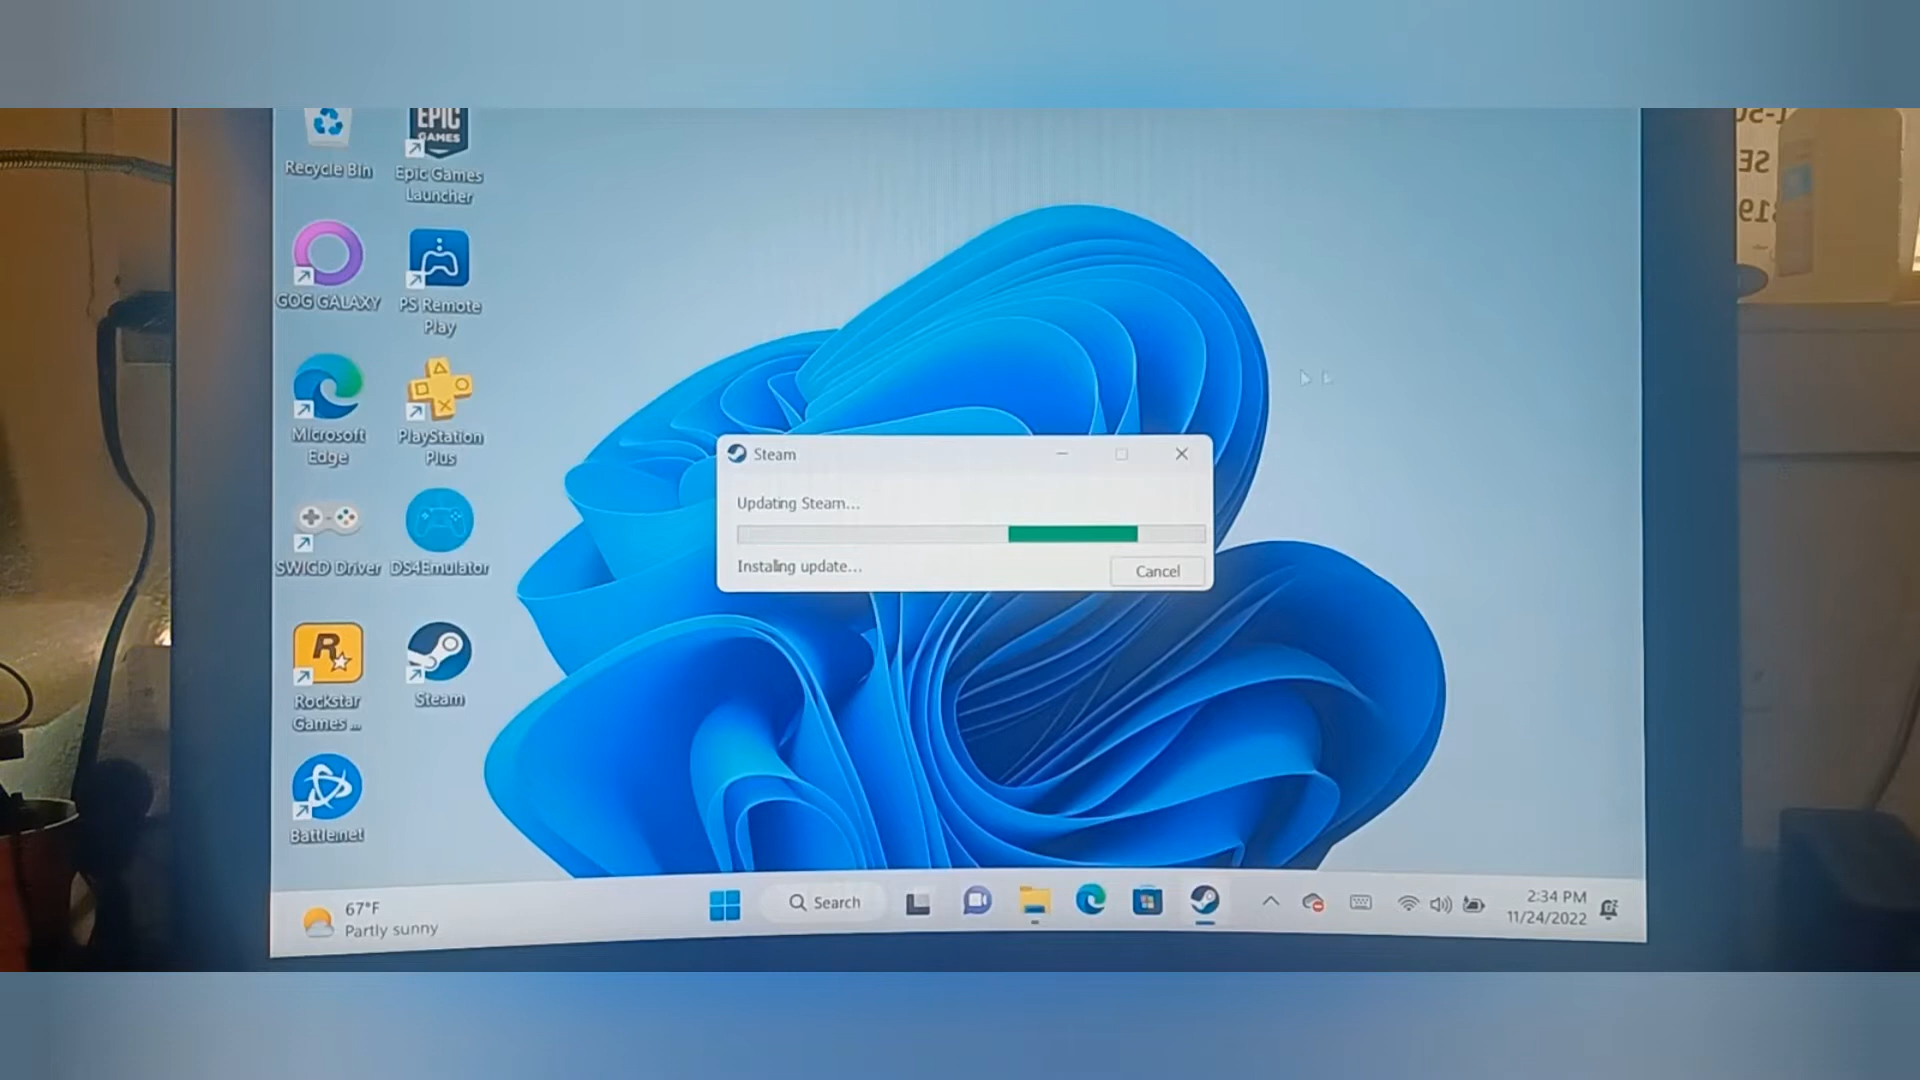 EPIC
GAMES
Recycle Bin
Epic Games
Launcher
GOG GALAXY
PS Remote
Play
Microsoft
Edge
PlayStation
Plus
SWICD Driver
DS4Emulator
R
Rockstar
Games ...
Steam
Battle.net
Steam
Updating Steam...
Installing update...
Cancel
67°F
Partly sunny
Search
2:34 PM
11/24/2022